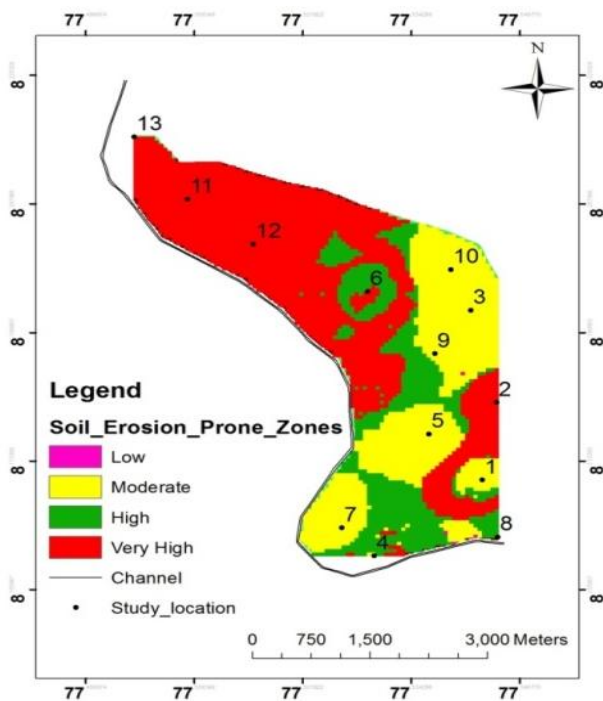 77 77 77 77 77
N
8 8
13
11
8 8
12
10
6
3
8 8
9
Legend
2
Soil_Erosion_Prone_Zones
5
Low
8 8
1
Moderate
High
7
8
Very High
4
Channel
8 8
Study_location
0 750 1,500 3,000 Meters
77 77 77 77 77